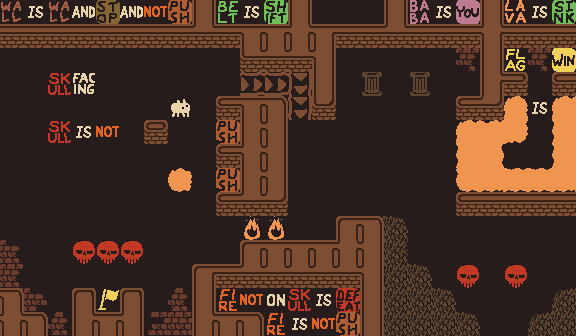 WALL IS WALL AND STOP AND NOT PUSH
BELT IS SHIFT
BABA IS YOU
LAVA IS SINK
FLAG WIN
SKULL FACING
IS
SKULL IS NOT
PUSH
PUSH
FIRE NOT ON SKULL IS DEFEAT
FIRE IS NOT PUSH